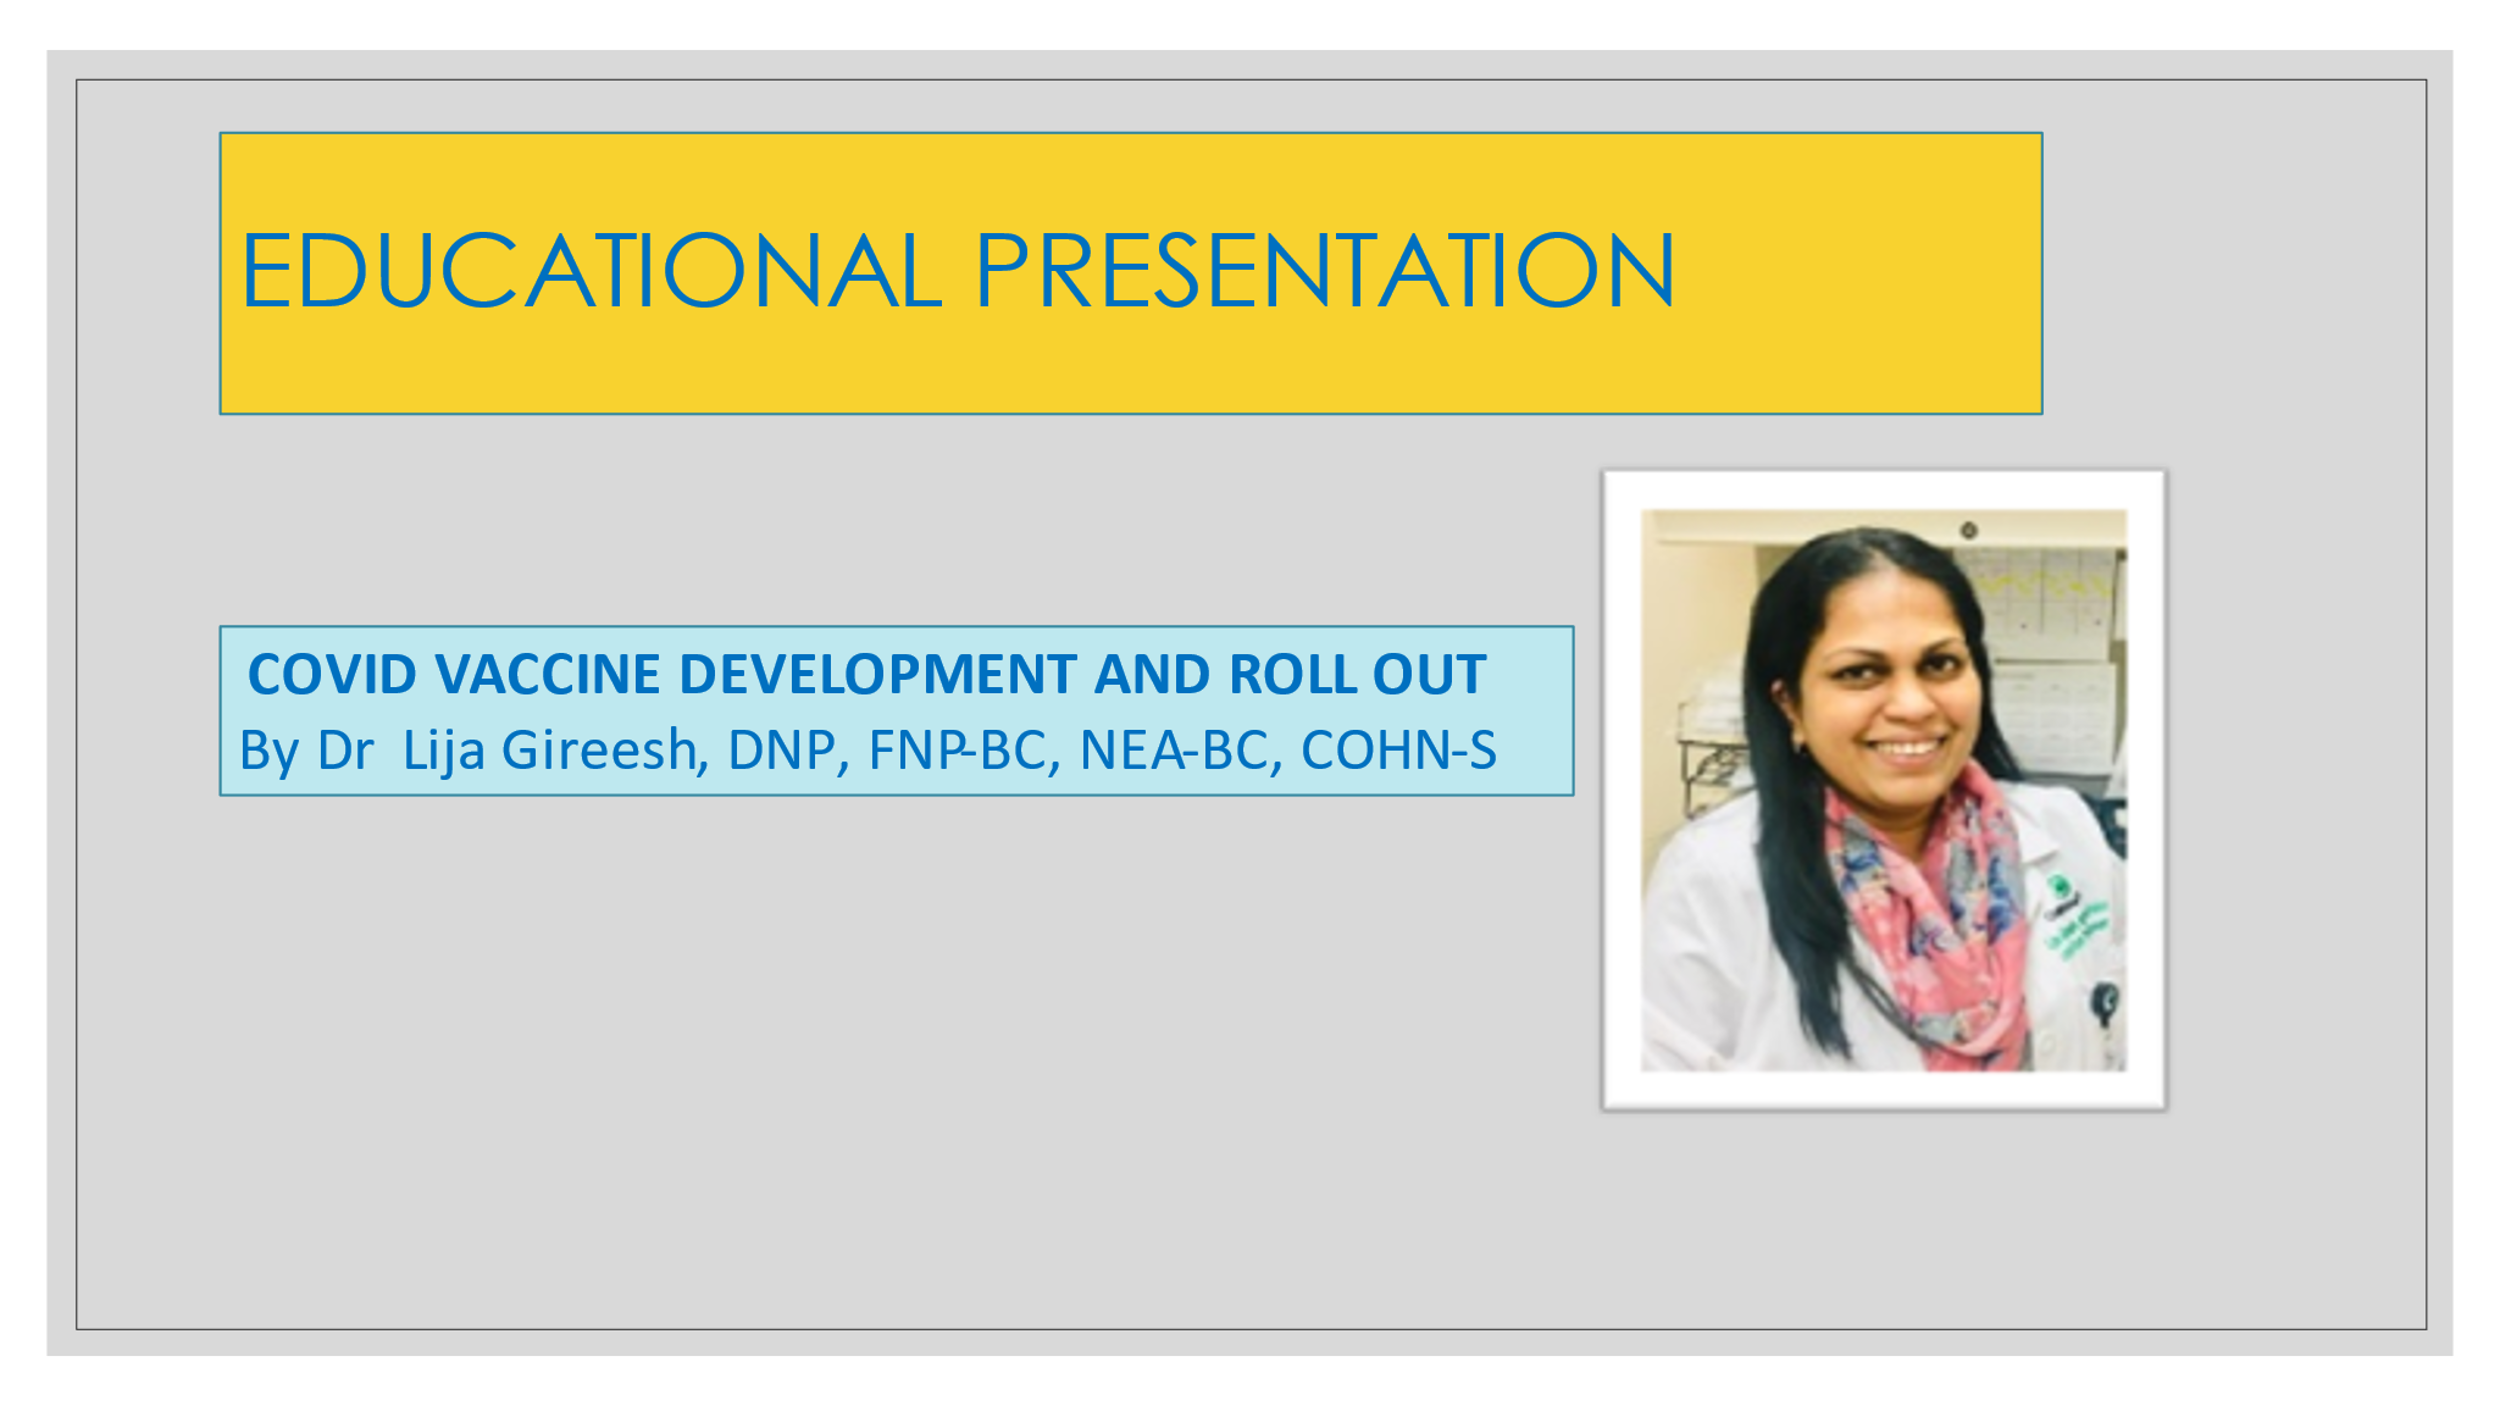 EDUCATIONAL PRESENTATION
COVID VACCINE DEVELOPMENT AND ROLL OUT
By Dr  Lija Gireesh, DNP, FNP-BC, NEA-BC, COHN-S